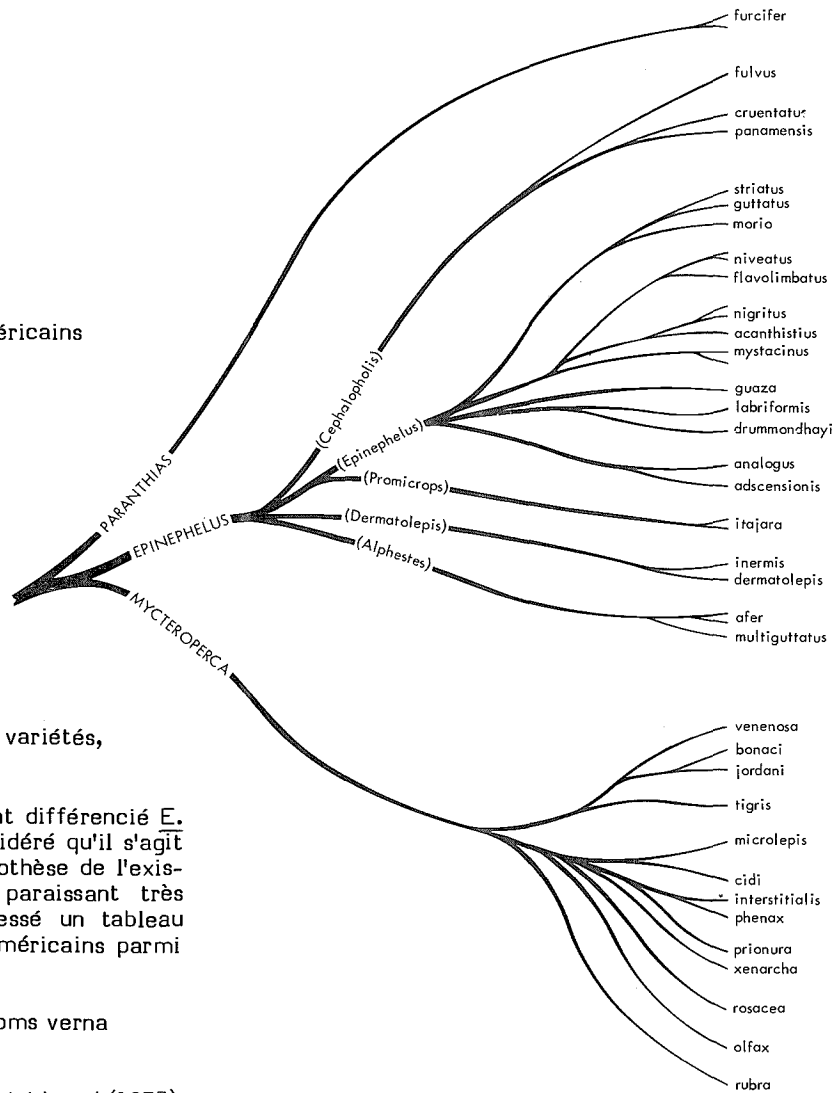 furcifer
fulvus
cruentatus
panamensis
striatus
guttatus
morio
niveatus
flavolimbatus
nigritus
acanthistius
mystacinus
guaza
labriformis
drummondhayi
analogus
adscensionis
itajara
inermis
dermatolepis
afer
multiguttatus
éricains
(Cephalopholis)
(Epinephelus)
(Promicrops)
(Dermatolepis)
(Alphestes)
PARANTHIAS
EPINEPHELUS
MYCTEROPERCA
venenosa
bonaci
jordani
tigris
microlepis
cidi
interstitialis
phenax
prionura
xenarcha
rosacea
olfax
rubra
variétés,
nt différencié E.
idéré qu'il s'agit
othèse de l'exis-
paraissant très
essé un tableau
méricains parmi
oms verna